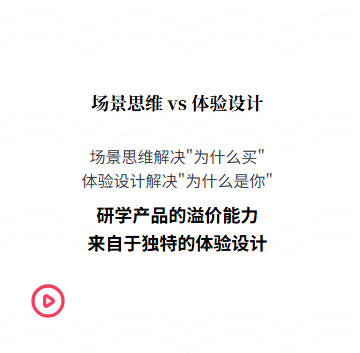 场景思维 vs 体验设计
场景思维解决"为什么买"
体验设计解决"为什么是你"
研学产品的溢价能力
来自于独特的体验设计